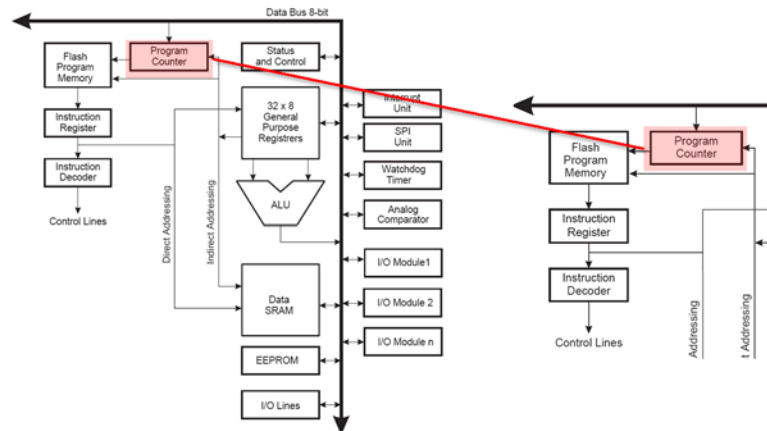 Data Bus 8-bit
Flash
Program
Memory
Program
Counter
Status
and Control
Interrupt
Unit
32 x 8
General
Purpose
Registrers
Instruction
Register
SPI
Unit
Instruction
Decoder
Watchdog
Timer
Control Lines
Direct Addressing
Indirect Addressing
ALU
Analog
Comparator
I/O Module1
Data
SRAM
I/O Module 2
I/O Module n
EEPROM
I/O Lines
Program
Counter
Flash
Program
Memory
Instruction
Register
Instruction
Decoder
Control Lines
Addressing
t Addressing